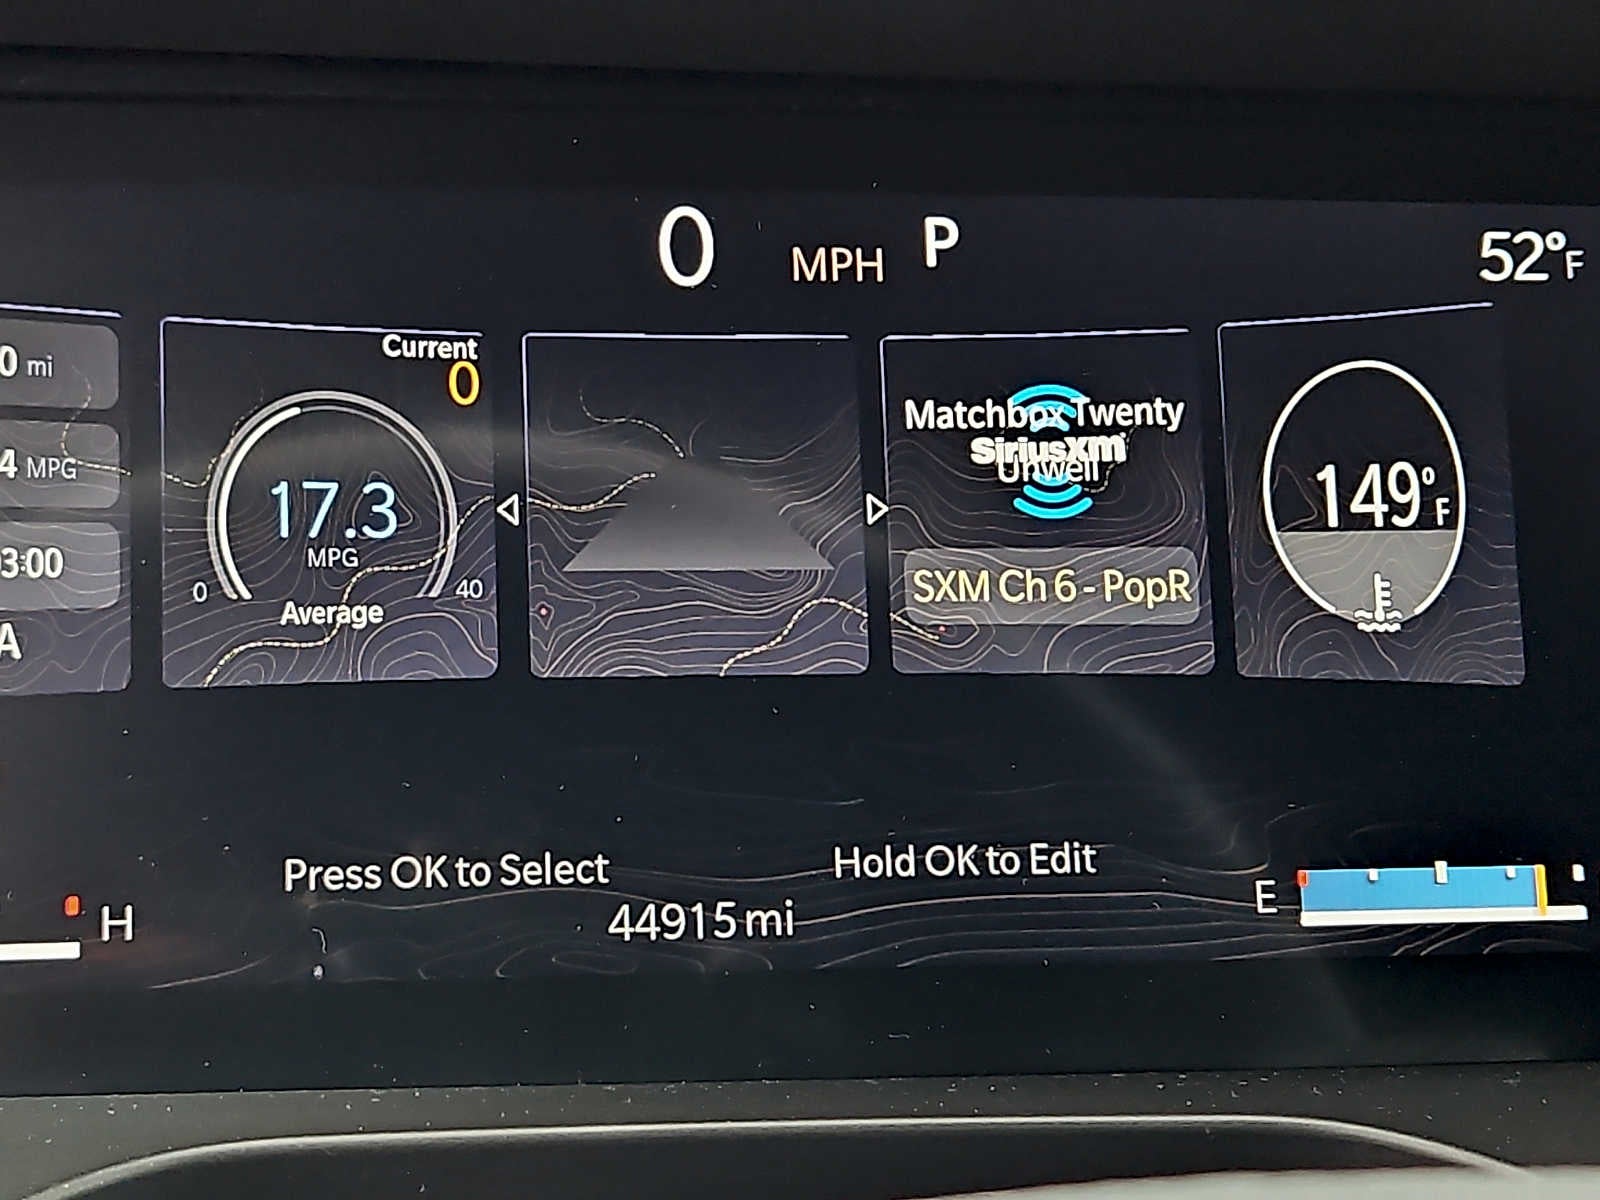 0 MPH P
52°F
0 mi
4 MPG
3:00
A
Current
0
17.3
MPG
0
40
Average
Matchbox Twenty
SiriusXM
Unwell
SXM Ch 6 - PopR
149°F
Press OK to Select
Hold OK to Edit
44915 mi
H
E